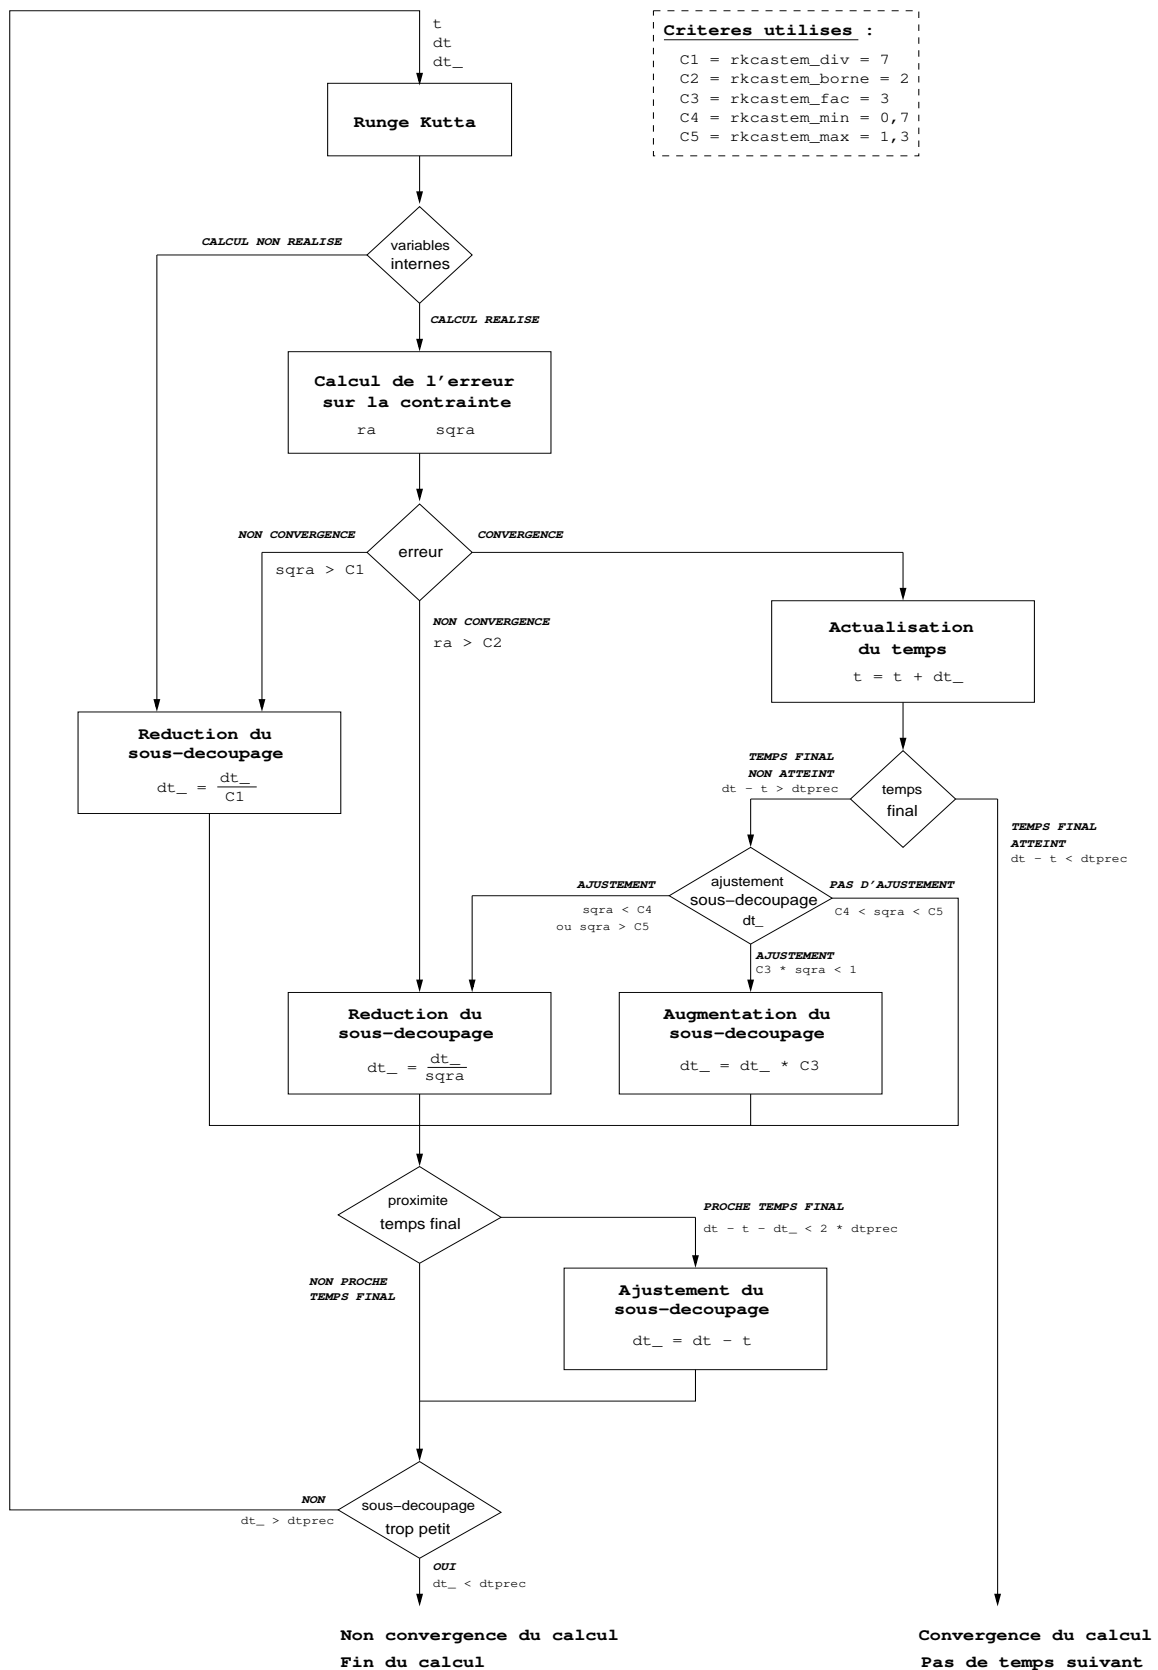 t
dt
dt_
Criteres utilises :
C1 = rkcastem_div = 7
C2 = rkcastem_borne = 2
C3 = rkcastem_fac = 3
C4 = rkcastem_min = 0,7
C5 = rkcastem_max = 1,3
Runge Kutta
CALCUL NON REALISE
variables
internes
CALCUL REALISE
Calcul de l'erreur
sur la contrainte
ra sqra
NON CONVERGENCE
sqra > C1
erreur
CONVERGENCE
NON CONVERGENCE
ra > C2
Actualisation
du temps
t = t + dt_
Reduction du
sous-decoupage
dt_ = dt_
C1
TEMPS FINAL
NON ATTEINT
dt - t > dtprec
temps
final
TEMPS FINAL
ATTEINT
dt - t < dtprec
AJUSTEMENT
sqra < C4
ou sqra > C5
ajustement
sous-decoupage
dt_
PAS D'AJUSTEMENT
C4 < sqra < C5
AJUSTEMENT
C3 * sqra < 1
Reduction du
sous-decoupage
dt_ = dt_
sqra
Augmentation du
sous-decoupage
dt_ = dt_ * C3
proximite
temps final
PROCHE TEMPS FINAL
dt - t - dt_ < 2 * dtprec
NON PROCHE
TEMPS FINAL
Ajustement du
sous-decoupage
dt_ = dt - t
NON
dt_ > dtprec
sous-decoupage
trop petit
OUI
dt_ < dtprec
Non convergence du calcul
Fin du calcul
Convergence du calcul
Pas de temps suivant